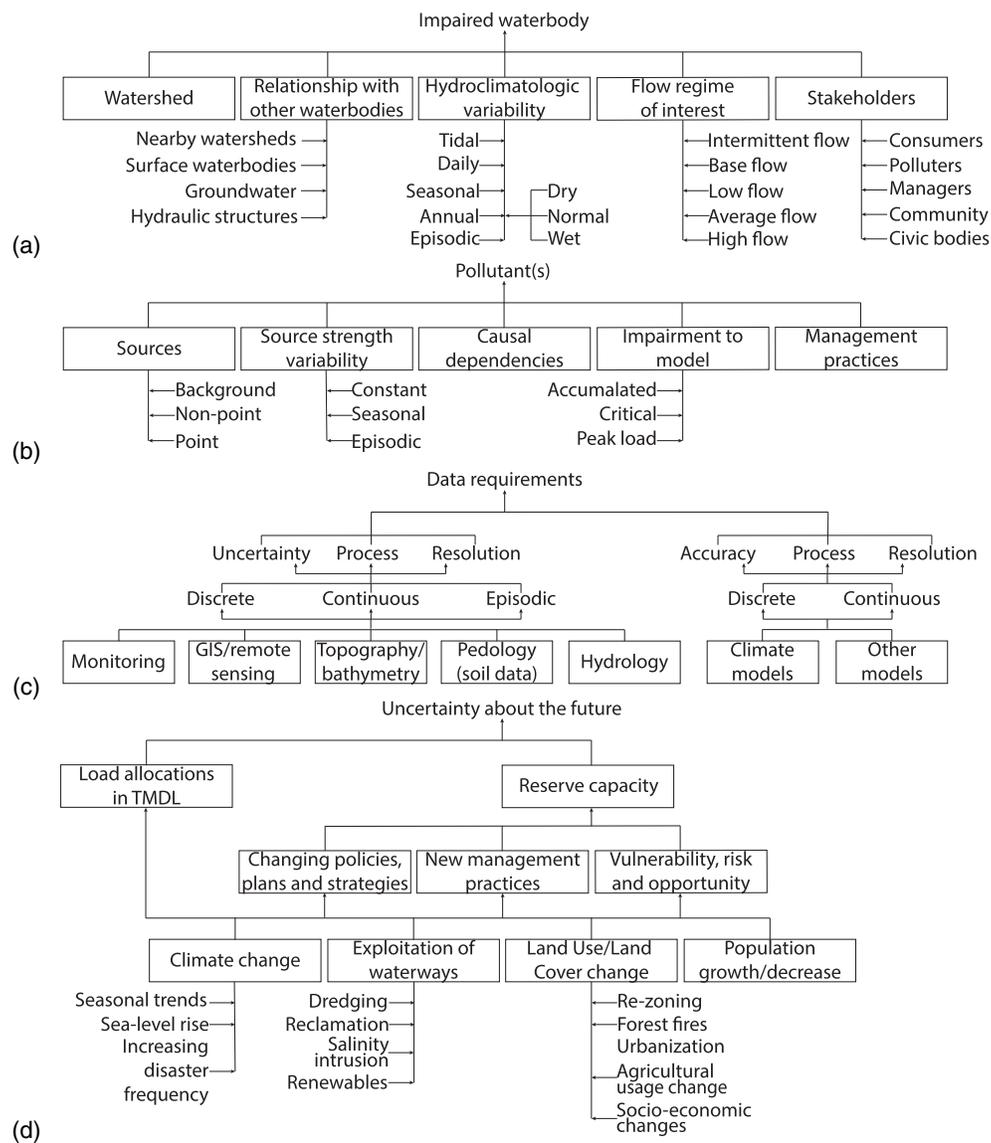 Impaired waterbody
Watershed
Relationship with
other waterbodies
Hydroclimatologic
variability
Flow regime
of interest
Stakeholders
Nearby watersheds
Surface waterbodies
Groundwater
Hydraulic structures
Tidal
Daily
Seasonal
Annual
Episodic
Dry
Normal
Wet
Intermittent flow
Base flow
Low flow
Average flow
High flow
Consumers
Polluters
Managers
Community
Civic bodies
(a)
Pollutant(s)
Sources
Source strength
variability
Causal
dependencies
Impairment to
model
Management
practices
Background
Non-point
Point
Constant
Seasonal
Episodic
Accumalated
Critical
Peak load
(b)
Data requirements
Uncertainty
Process
Resolution
Accuracy
Process
Resolution
Discrete
Continuous
Episodic
Discrete
Continuous
Monitoring
GIS/remote
sensing
Topography/
bathymetry
Pedology
(soil data)
Hydrology
Climate
models
Other
models
(c)
Uncertainty about the future
Load allocations
in TMDL
Reserve capacity
Changing policies,
plans and strategies
New management
practices
Vulnerability, risk
and opportunity
Climate change
Exploitation of
waterways
Land Use/Land
Cover change
Population
growth/decrease
Seasonal trends
Sea-level rise
Increasing
disaster
frequency
Dredging
Reclamation
Salinity
intrusion
Renewables
Re-zoning
Forest fires
Urbanization
Agricultural
usage change
Socio-economic
changes
(d)